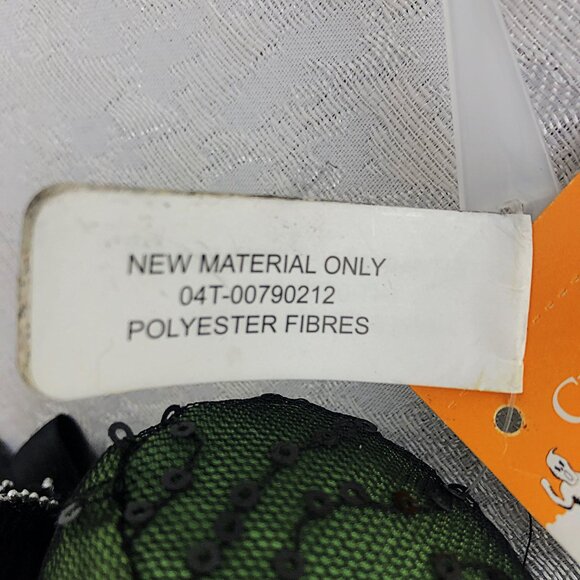 NEW MATERIAL ONLY
04T-00790212
POLYESTER FIBRES